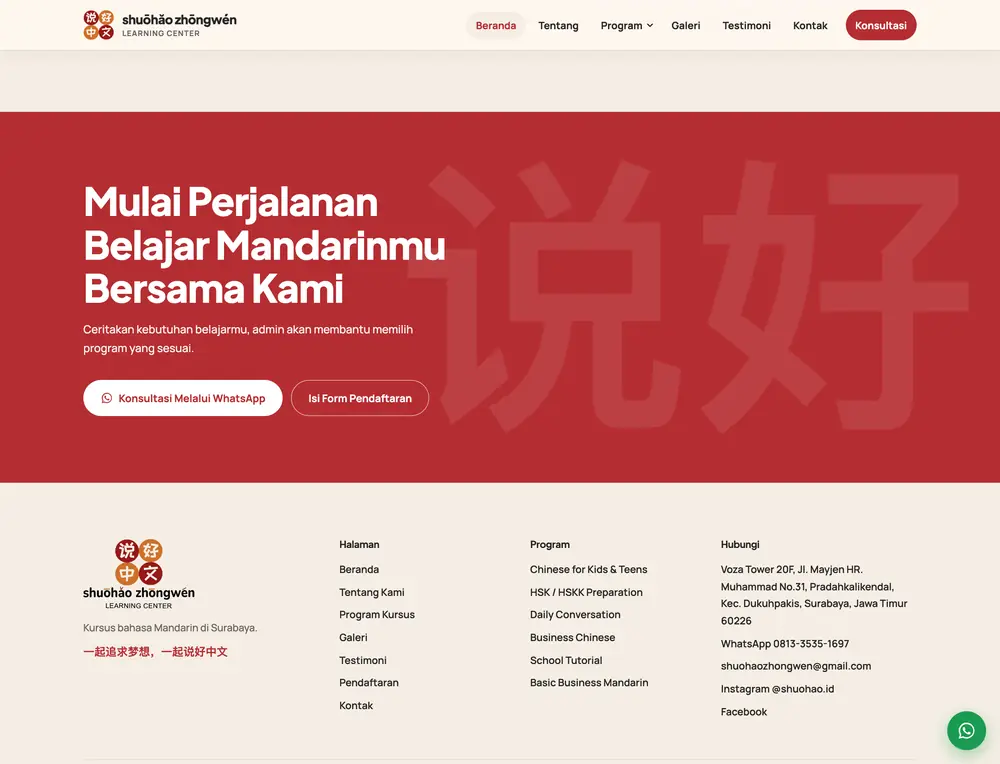 说好
中文
shuōhǎo zhōngwén
LEARNING CENTER
Beranda
Tentang
Program
Galeri
Testimoni
Kontak
Konsultasi
说好
Mulai Perjalanan
Belajar Mandarinmu
Bersama Kami
Ceritakan kebutuhan belajarmu, admin akan membantu memilih
program yang sesuai.
Konsultasi Melalui WhatsApp
Isi Form Pendaftaran
说好
中文
shuōhǎo zhōngwén
LEARNING CENTER
Kursus bahasa Mandarin di Surabaya.
一起追求梦想，一起说好中文
Halaman
Beranda
Tentang Kami
Program Kursus
Galeri
Testimoni
Pendaftaran
Kontak
Program
Chinese for Kids & Teens
HSK / HSKK Preparation
Daily Conversation
Business Chinese
School Tutorial
Basic Business Mandarin
Hubungi
Voza Tower 20F, Jl. Mayjen HR.
Muhammad No.31, Pradahkalikendal,
Kec. Dukuhpakis, Surabaya, Jawa Timur
60226
WhatsApp 0813-3535-1697
shuohaozhongwen@gmail.com
Instagram @shuohao.id
Facebook